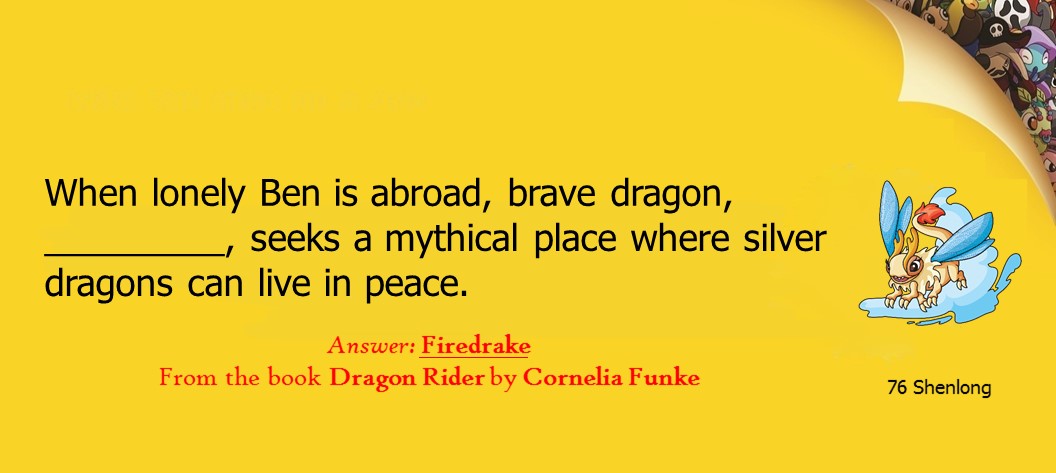 When lonely Ben is abroad, brave dragon,
_________, seeks a mythical place where silver
dragons can live in peace.
Answer: Firedrake
From the book Dragon Rider by Cornelia Funke
76 Shenlong